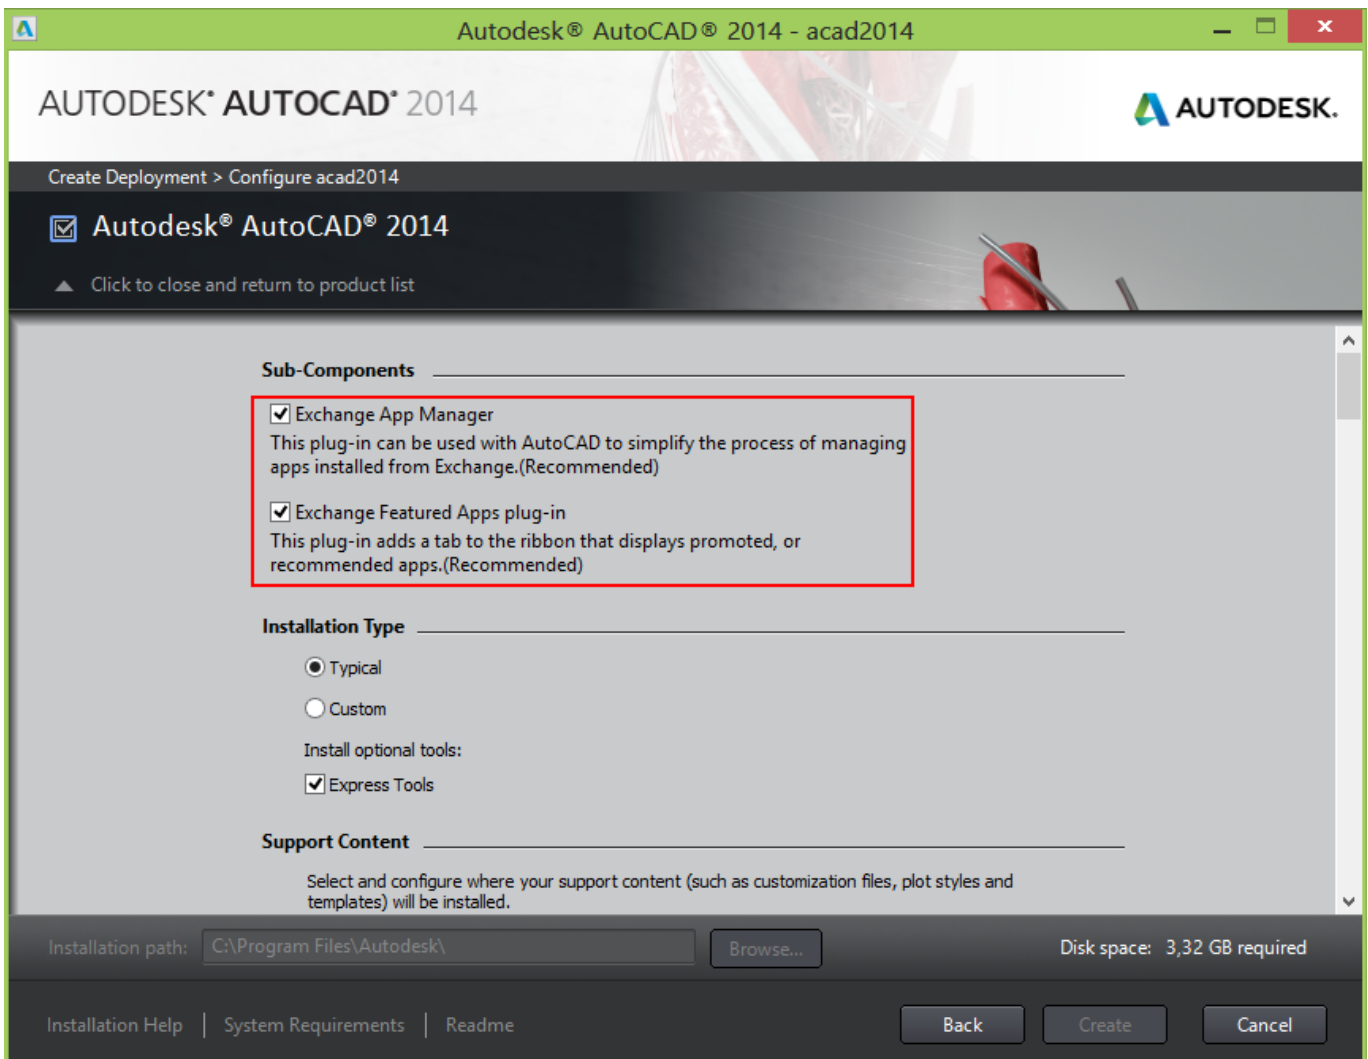 Autodesk® AutoCAD® 2014 - acad2014
AUTODESK® AUTOCAD® 2014
AUTODESK.
Create Deployment > Configure acad2014
Autodesk® AutoCAD® 2014
Click to close and return to product list
Sub-Components
Exchange App Manager
This plug-in can be used with AutoCAD to simplify the process of managing
apps installed from Exchange.(Recommended)
Exchange Featured Apps plug-in
This plug-in adds a tab to the ribbon that displays promoted, or
recommended apps.(Recommended)
Installation Type
Typical
Custom
Install optional tools:
Express Tools
Support Content
Select and configure where your support content (such as customization files, plot styles and
templates) will be installed.
Installation path: C:\Program Files\Autodesk\ Browse... Disk space: 3,32 GB required
Installation Help | System Requirements | Readme Back Create Cancel